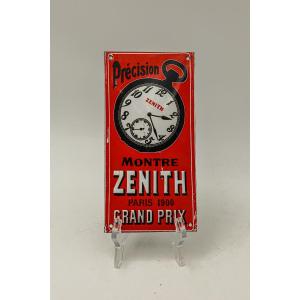 Précision
ZENITH
MONTRE
ZENITH
PARIS 1900
GRAND PRIX